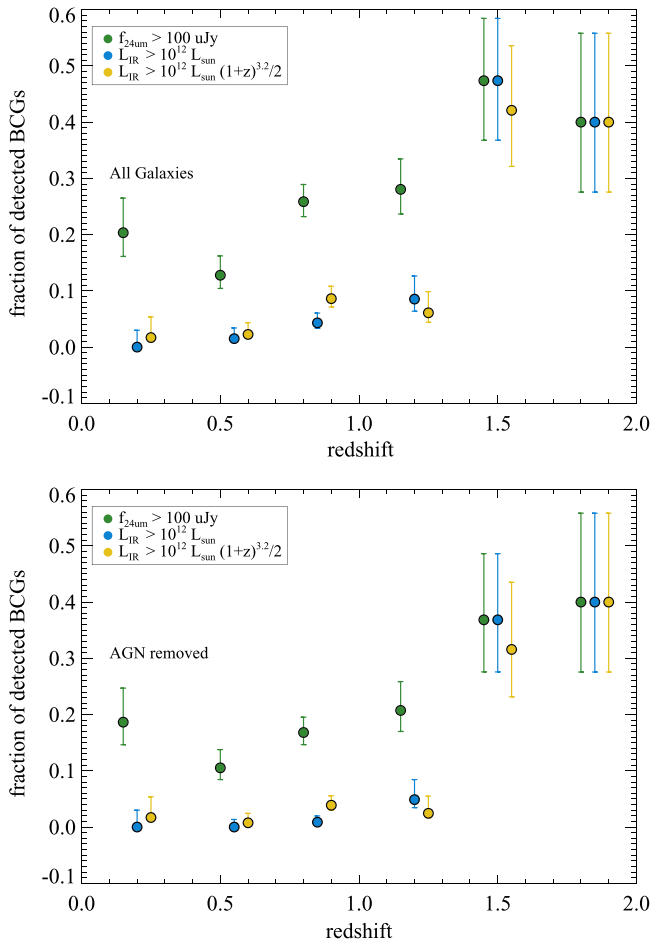 0.6
f24um > 100 uJy
LIR > 10^12 Lsun
LIR > 10^12 Lsun (1+z)^3.2/2
0.5
0.4
0.3
All Galaxies
0.2
0.1
0.0
-0.1
fraction of detected BCGs
0.0 0.5 1.0 1.5 2.0
redshift
0.6
f24um > 100 uJy
LIR > 10^12 Lsun
LIR > 10^12 Lsun (1+z)^3.2/2
0.5
0.4
0.3
AGN removed
0.2
0.1
0.0
-0.1
fraction of detected BCGs
0.0 0.5 1.0 1.5 2.0
redshift